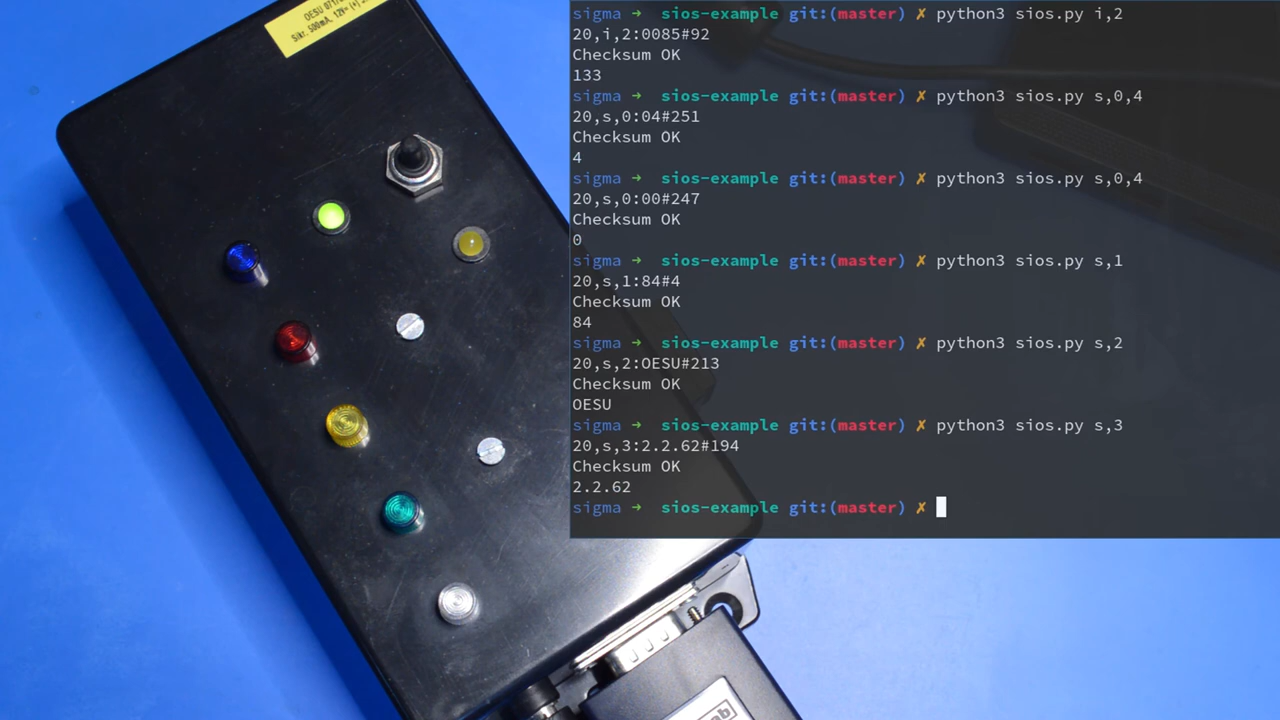 OESU 071/
Sikr. 500mA, 12V= (+)
sigma → sios-example git:(master) ✗ python3 sios.py i,2
20,i,2:0085#92
Checksum OK
133
sigma → sios-example git:(master) ✗ python3 sios.py s,0,4
20,s,0:04#251
Checksum OK
4
sigma → sios-example git:(master) ✗ python3 sios.py s,0,4
20,s,0:00#247
Checksum OK
0
sigma → sios-example git:(master) ✗ python3 sios.py s,1
20,s,1:84#4
Checksum OK
84
sigma → sios-example git:(master) ✗ python3 sios.py s,2
20,s,2:OESU#213
Checksum OK
OESU
sigma → sios-example git:(master) ✗ python3 sios.py s,3
20,s,3:2.2.62#194
Checksum OK
2.2.62
sigma → sios-example git:(master) ✗